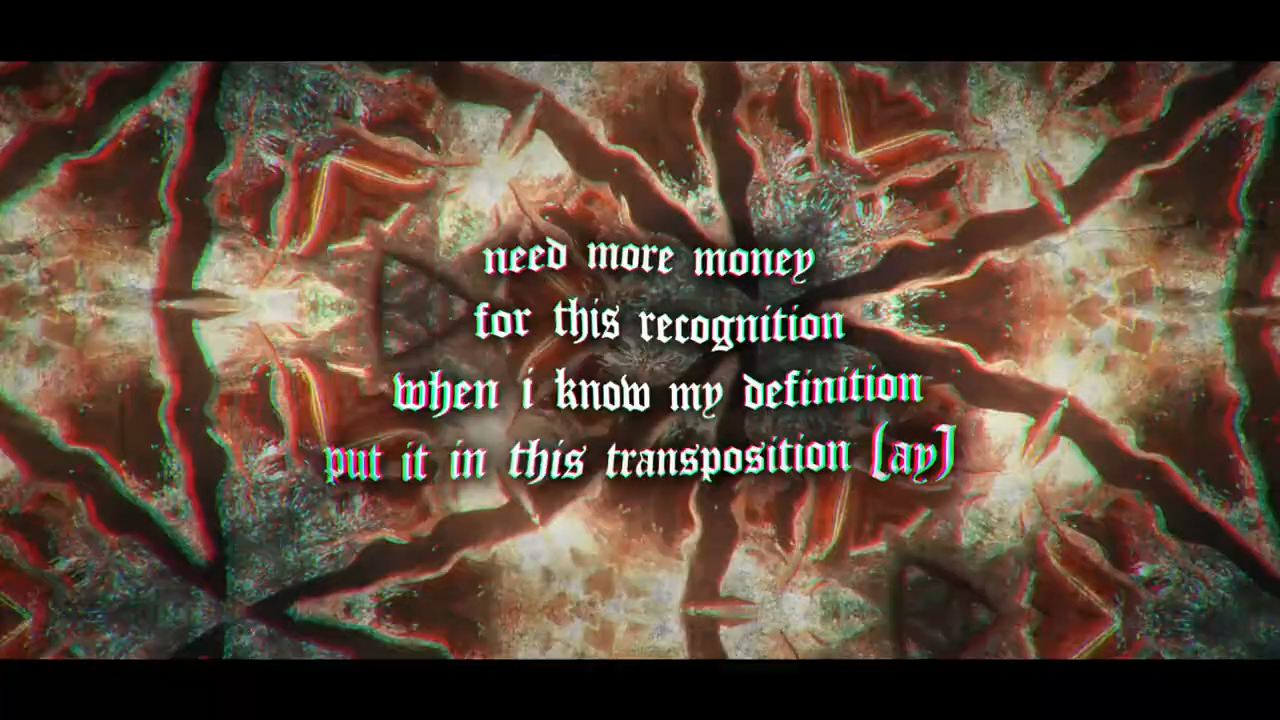 need more money
for this recognition
when i know my definition
put it in this transposition (ay)